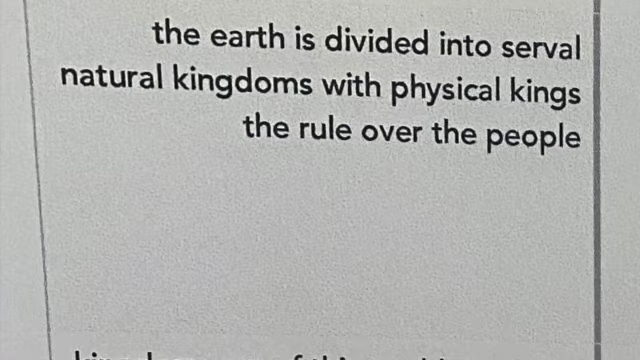 the earth is divided into serval
natural kingdoms with physical kings
the rule over the people